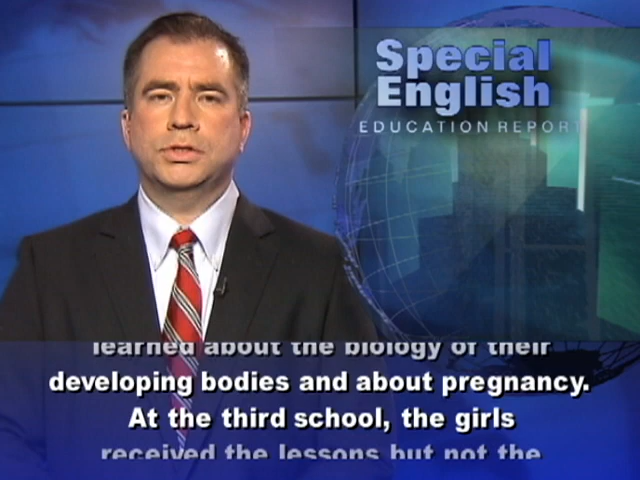 Special
English
EDUCATION REPORT
learned about the biology of their
developing bodies and about pregnancy.
At the third school, the girls
received the lessons but not the